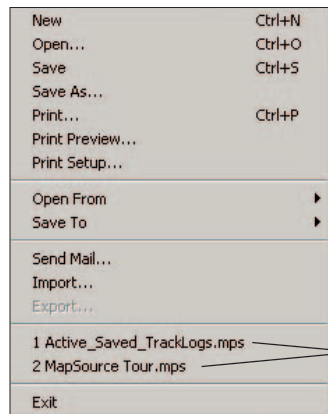 New Ctrl+N
Open... Ctrl+O
Save Ctrl+S
Save As...
Print... Ctrl+P
Print Preview...
Print Setup...
Open From
Save To
Send Mail...
Import...
Export...
1 Active_Saved_TrackLogs.mps
2 MapSource Tour.mps
Exit